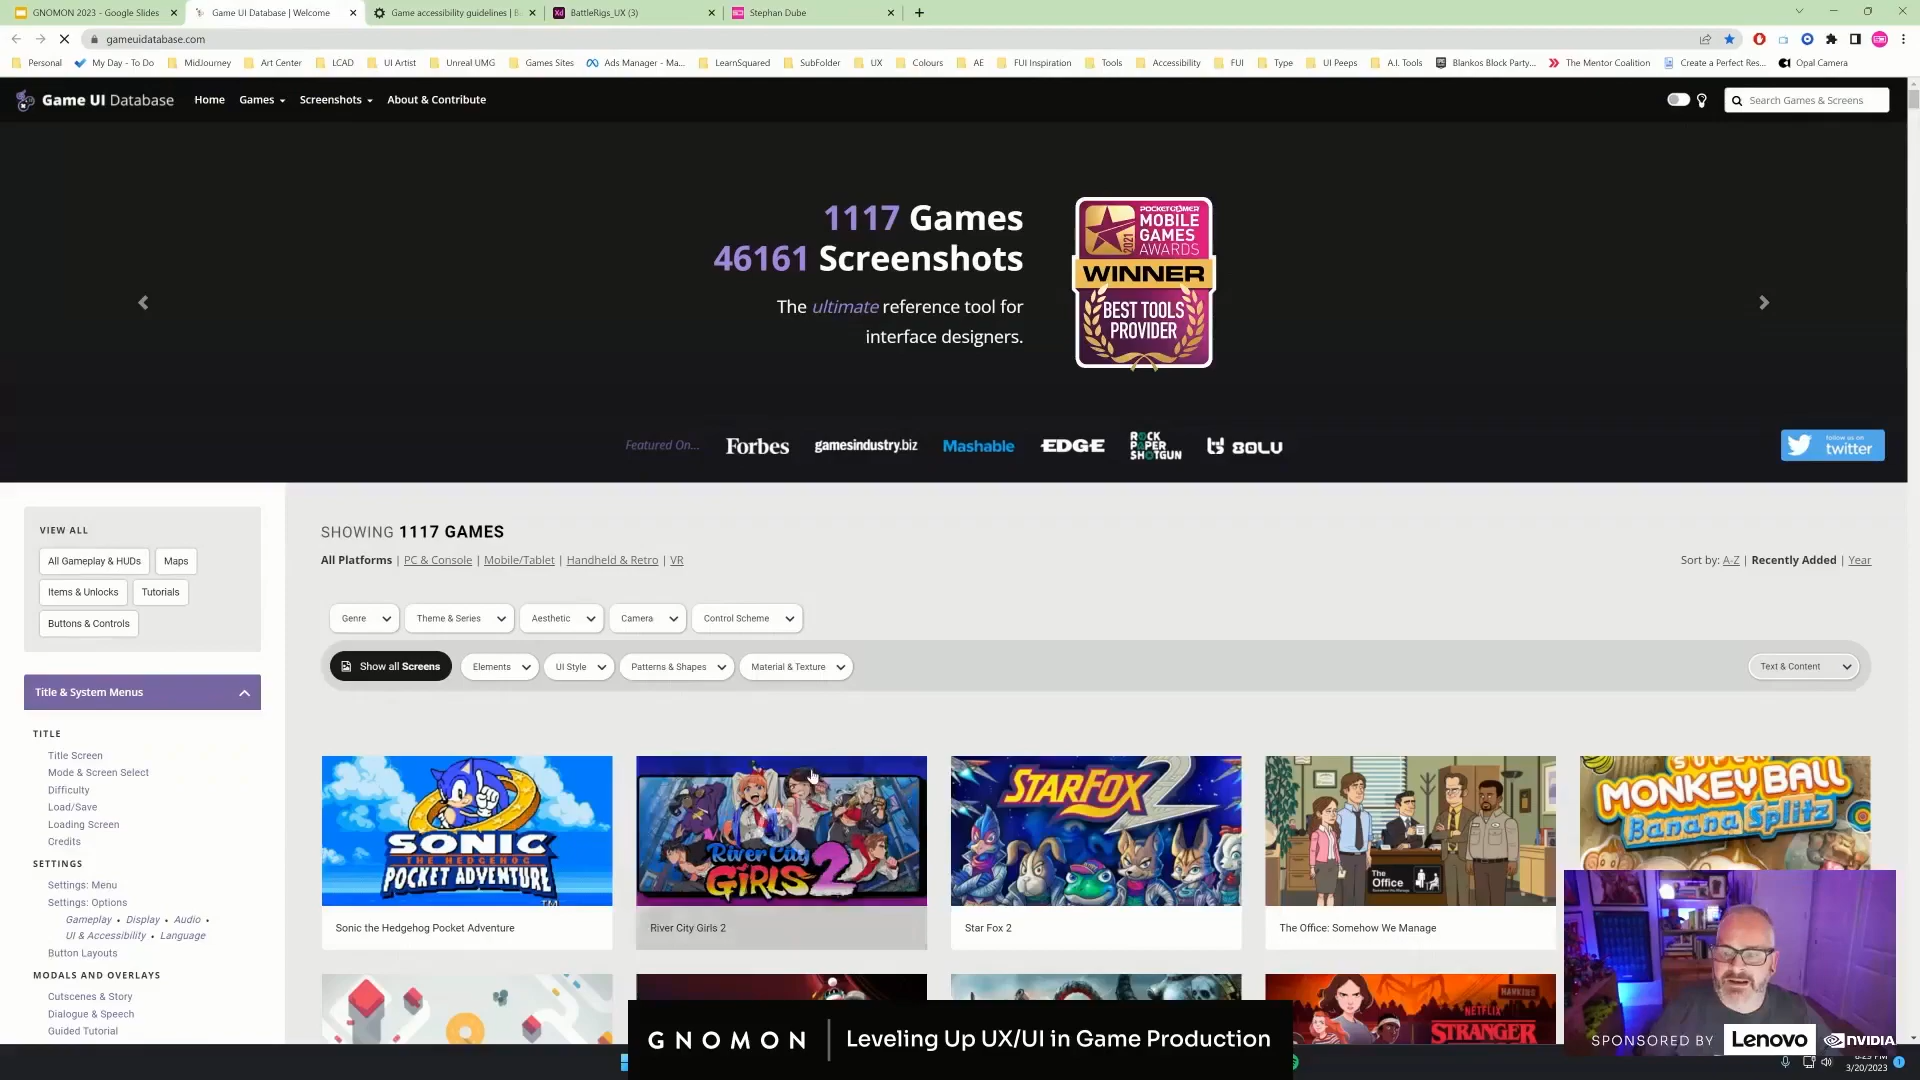 GNOMON 2023 - Google Slides
Game UI Database | Welcome
Game accessibility guidelines | B
BattleRigs_UX (3)
Stephan Dube
gameuidatabase.com
Personal
My Day - To Do
MidJourney
Art Center
LCAD
UI Artist
Unreal UMG
Games Sites
Ads Manager - Ma...
LearnSquared
SubFolder
UX
Colours
AE
FUI Inspiration
Tools
Accessibility
FUI
Type
UI Peeps
A.I. Tools
Blankos Block Party...
The Mentor Coalition
Create a Perfect Res...
Opal Camera
Game UI Database
Home
Games
Screenshots
About & Contribute
Search Games & Screens
1117 Games
46161 Screenshots
The ultimate reference tool for
interface designers.
POCKETGAMER
MOBILE
GAMES
AWARDS
2021
WINNER
BEST TOOLS
PROVIDER
Featured On...
Forbes
gamesindustry.biz
Mashable
EDGE
ROCK
PAPER
SHOTGUN
80LV
follow us on
twitter
VIEW ALL
All Gameplay & HUDs
Maps
Items & Unlocks
Tutorials
Buttons & Controls
Title & System Menus
TITLE
Title Screen
Mode & Screen Select
Difficulty
Load/Save
Loading Screen
Credits
SETTINGS
Settings: Menu
Settings: Options
Gameplay • Display • Audio •
UI & Accessibility • Language
Button Layouts
MODALS AND OVERLAYS
Cutscenes & Story
Dialogue & Speech
Guided Tutorial
SHOWING 1117 GAMES
All Platforms | PC & Console | Mobile/Tablet | Handheld & Retro | VR
Sort by: A-Z | Recently Added | Year
Genre
Theme & Series
Aesthetic
Camera
Control Scheme
Show all Screens
Elements
UI Style
Patterns & Shapes
Material & Texture
Text & Content
SONIC
THE HEDGEHOG
POCKET ADVENTURE
TM
Sonic the Hedgehog Pocket Adventure
River City
GIRLS 2
River City Girls 2
STARFOX 2
Star Fox 2
The
Office
The Office: Somehow We Manage
SUPER
MONKEY BALL
Banana Splitz
HAWKINS
NETFLIX
STRANGER
GNOMON
Leveling Up UX/UI in Game Production
SPONSORED BY
Lenovo
NVIDIA
3/20/2023
1